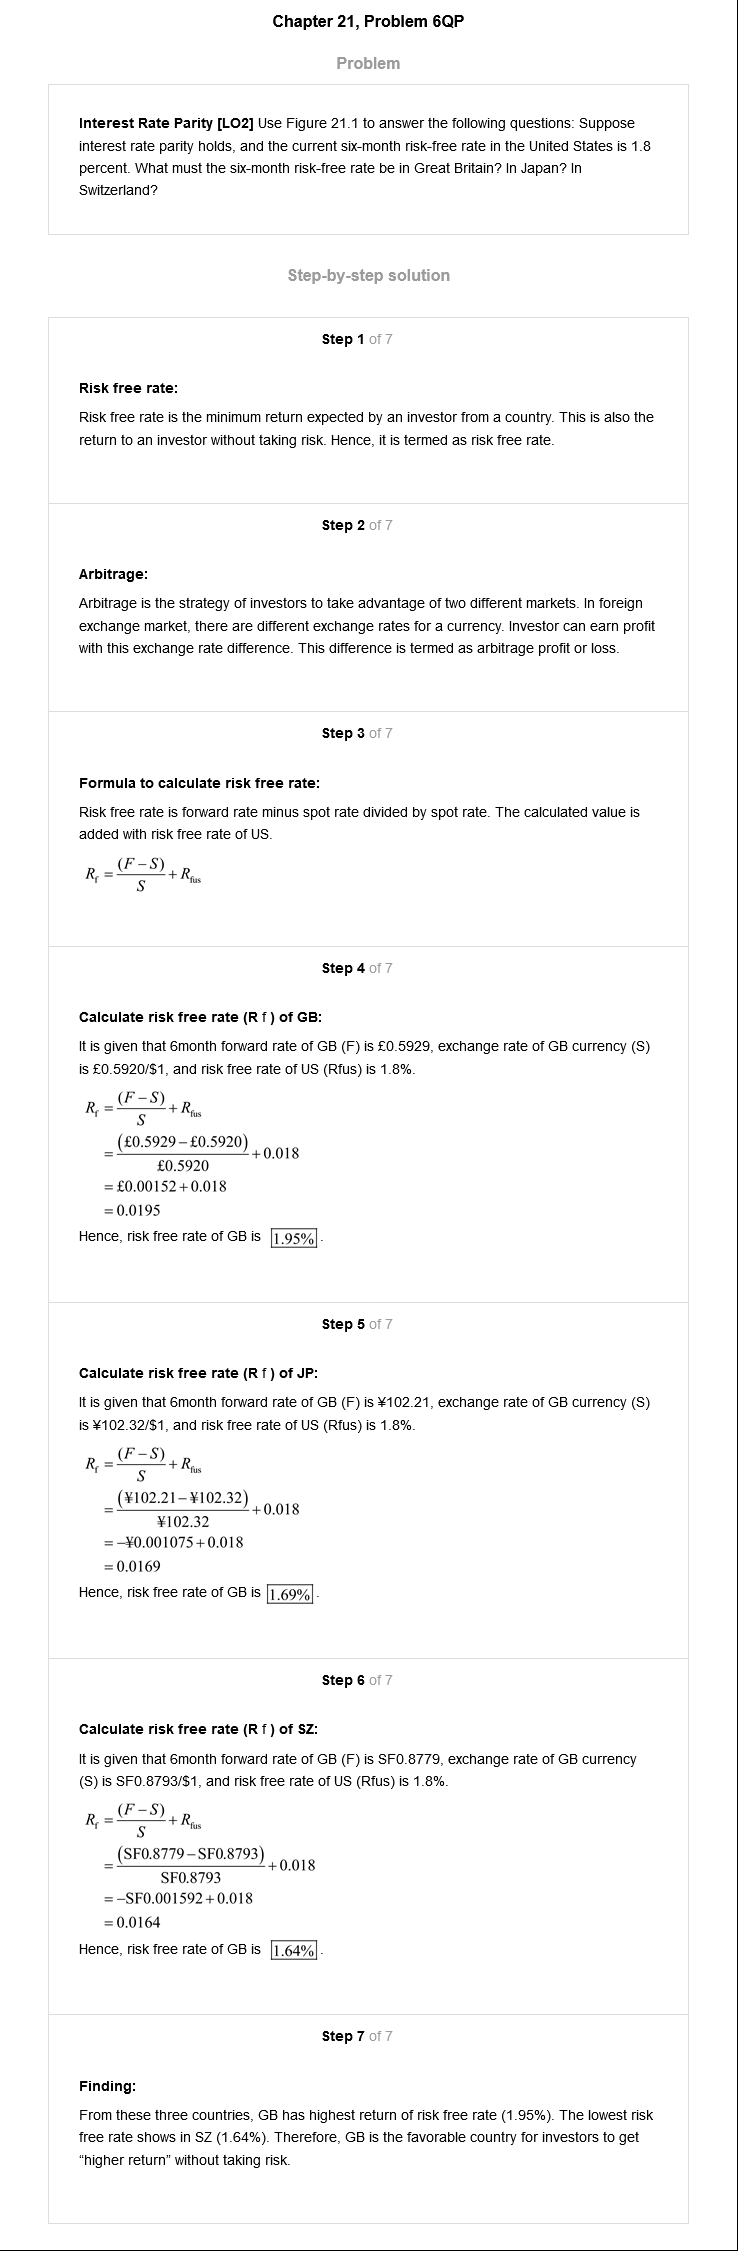 Chapter 21, Problem 6QP
Problem
Interest Rate Parity [LO2] Use Figure 21.1 to answer the following questions: Suppose
interest rate parity holds, and the current six-month risk-free rate in the United States is 1.8
percent. What must the six-month risk-free rate be in Great Britain? In Japan? In
Switzerland?
Step-by-step solution
Step 1 of 7
Risk free rate:
Risk free rate is the minimum return expected by an investor from a country. This is also the
return to an investor without taking risk. Hence, it is termed as risk free rate.
Step 2 of 7
Arbitrage:
Arbitrage is the strategy of investors to take advantage of two different markets. In foreign
exchange market, there are different exchange rates for a currency. Investor can earn profit
with this exchange rate difference. This difference is termed as arbitrage profit or loss.
Step 3 of 7
Formula to calculate risk free rate:
Risk free rate is forward rate minus spot rate divided by spot rate. The calculated value is
added with risk free rate of US.
R_f = (F – S)/S + R_fus
Step 4 of 7
Calculate risk free rate (R f ) of GB:
It is given that 6month forward rate of GB (F) is £0.5929, exchange rate of GB currency (S)
is £0.5920/$1, and risk free rate of US (Rfus) is 1.8%.
R_f = (F – S)/S + R_fus
= (£0.5929 – £0.5920)/£0.5920 + 0.018
= £0.00152 + 0.018
= 0.0195
Hence, risk free rate of GB is 1.95% .
Step 5 of 7
Calculate risk free rate (R f ) of JP:
It is given that 6month forward rate of GB (F) is ¥102.21, exchange rate of GB currency (S)
is ¥102.32/$1, and risk free rate of US (Rfus) is 1.8%.
R_f = (F – S)/S + R_fus
= (¥102.21 – ¥102.32)/¥102.32 + 0.018
= –¥0.001075 + 0.018
= 0.0169
Hence, risk free rate of GB is 1.69% .
Step 6 of 7
Calculate risk free rate (R f ) of SZ:
It is given that 6month forward rate of GB (F) is SF0.8779, exchange rate of GB currency
(S) is SF0.8793/$1, and risk free rate of US (Rfus) is 1.8%.
R_f = (F – S)/S + R_fus
= (SF0.8779 – SF0.8793)/SF0.8793 + 0.018
= –SF0.001592 + 0.018
= 0.0164
Hence, risk free rate of GB is 1.64% .
Step 7 of 7
Finding:
From these three countries, GB has highest return of risk free rate (1.95%). The lowest risk
free rate shows in SZ (1.64%). Therefore, GB is the favorable country for investors to get
“higher return” without taking risk.